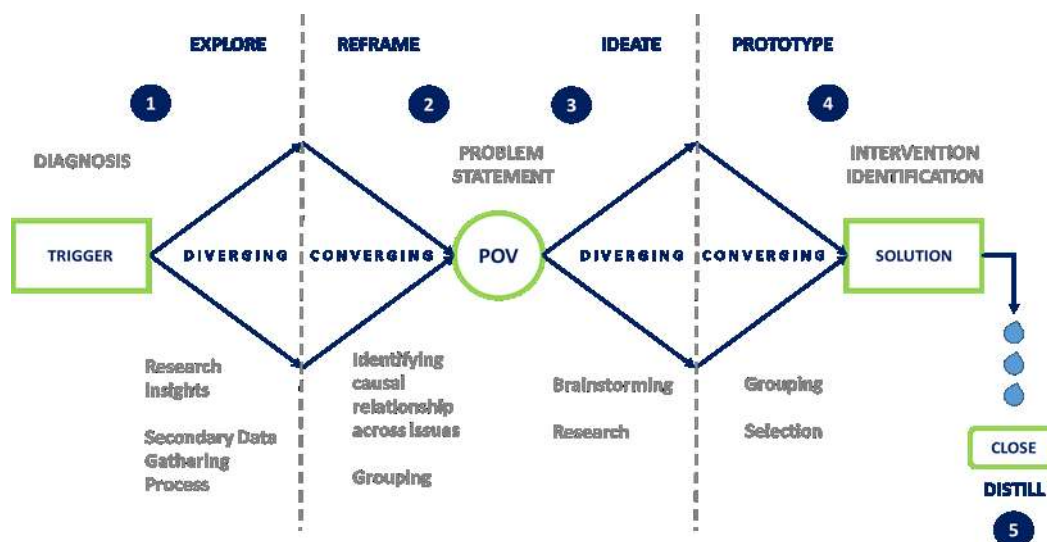 EXPLORE
REFRAME
IDEATE
PROTOTYPE
1
2
3
4
DIAGNOSIS
PROBLEM
STATEMENT
INTERVENTION
IDENTIFICATION
TRIGGER
DIVERGING
CONVERGING
POV
DIVERGING
CONVERGING
SOLUTION
Research
Insights
Secondary Data
Gathering
Process
Identifying
causal
relationship
across issues
Grouping
Brainstorming
Research
Grouping
Selection
CLOSE
DISTILL
5